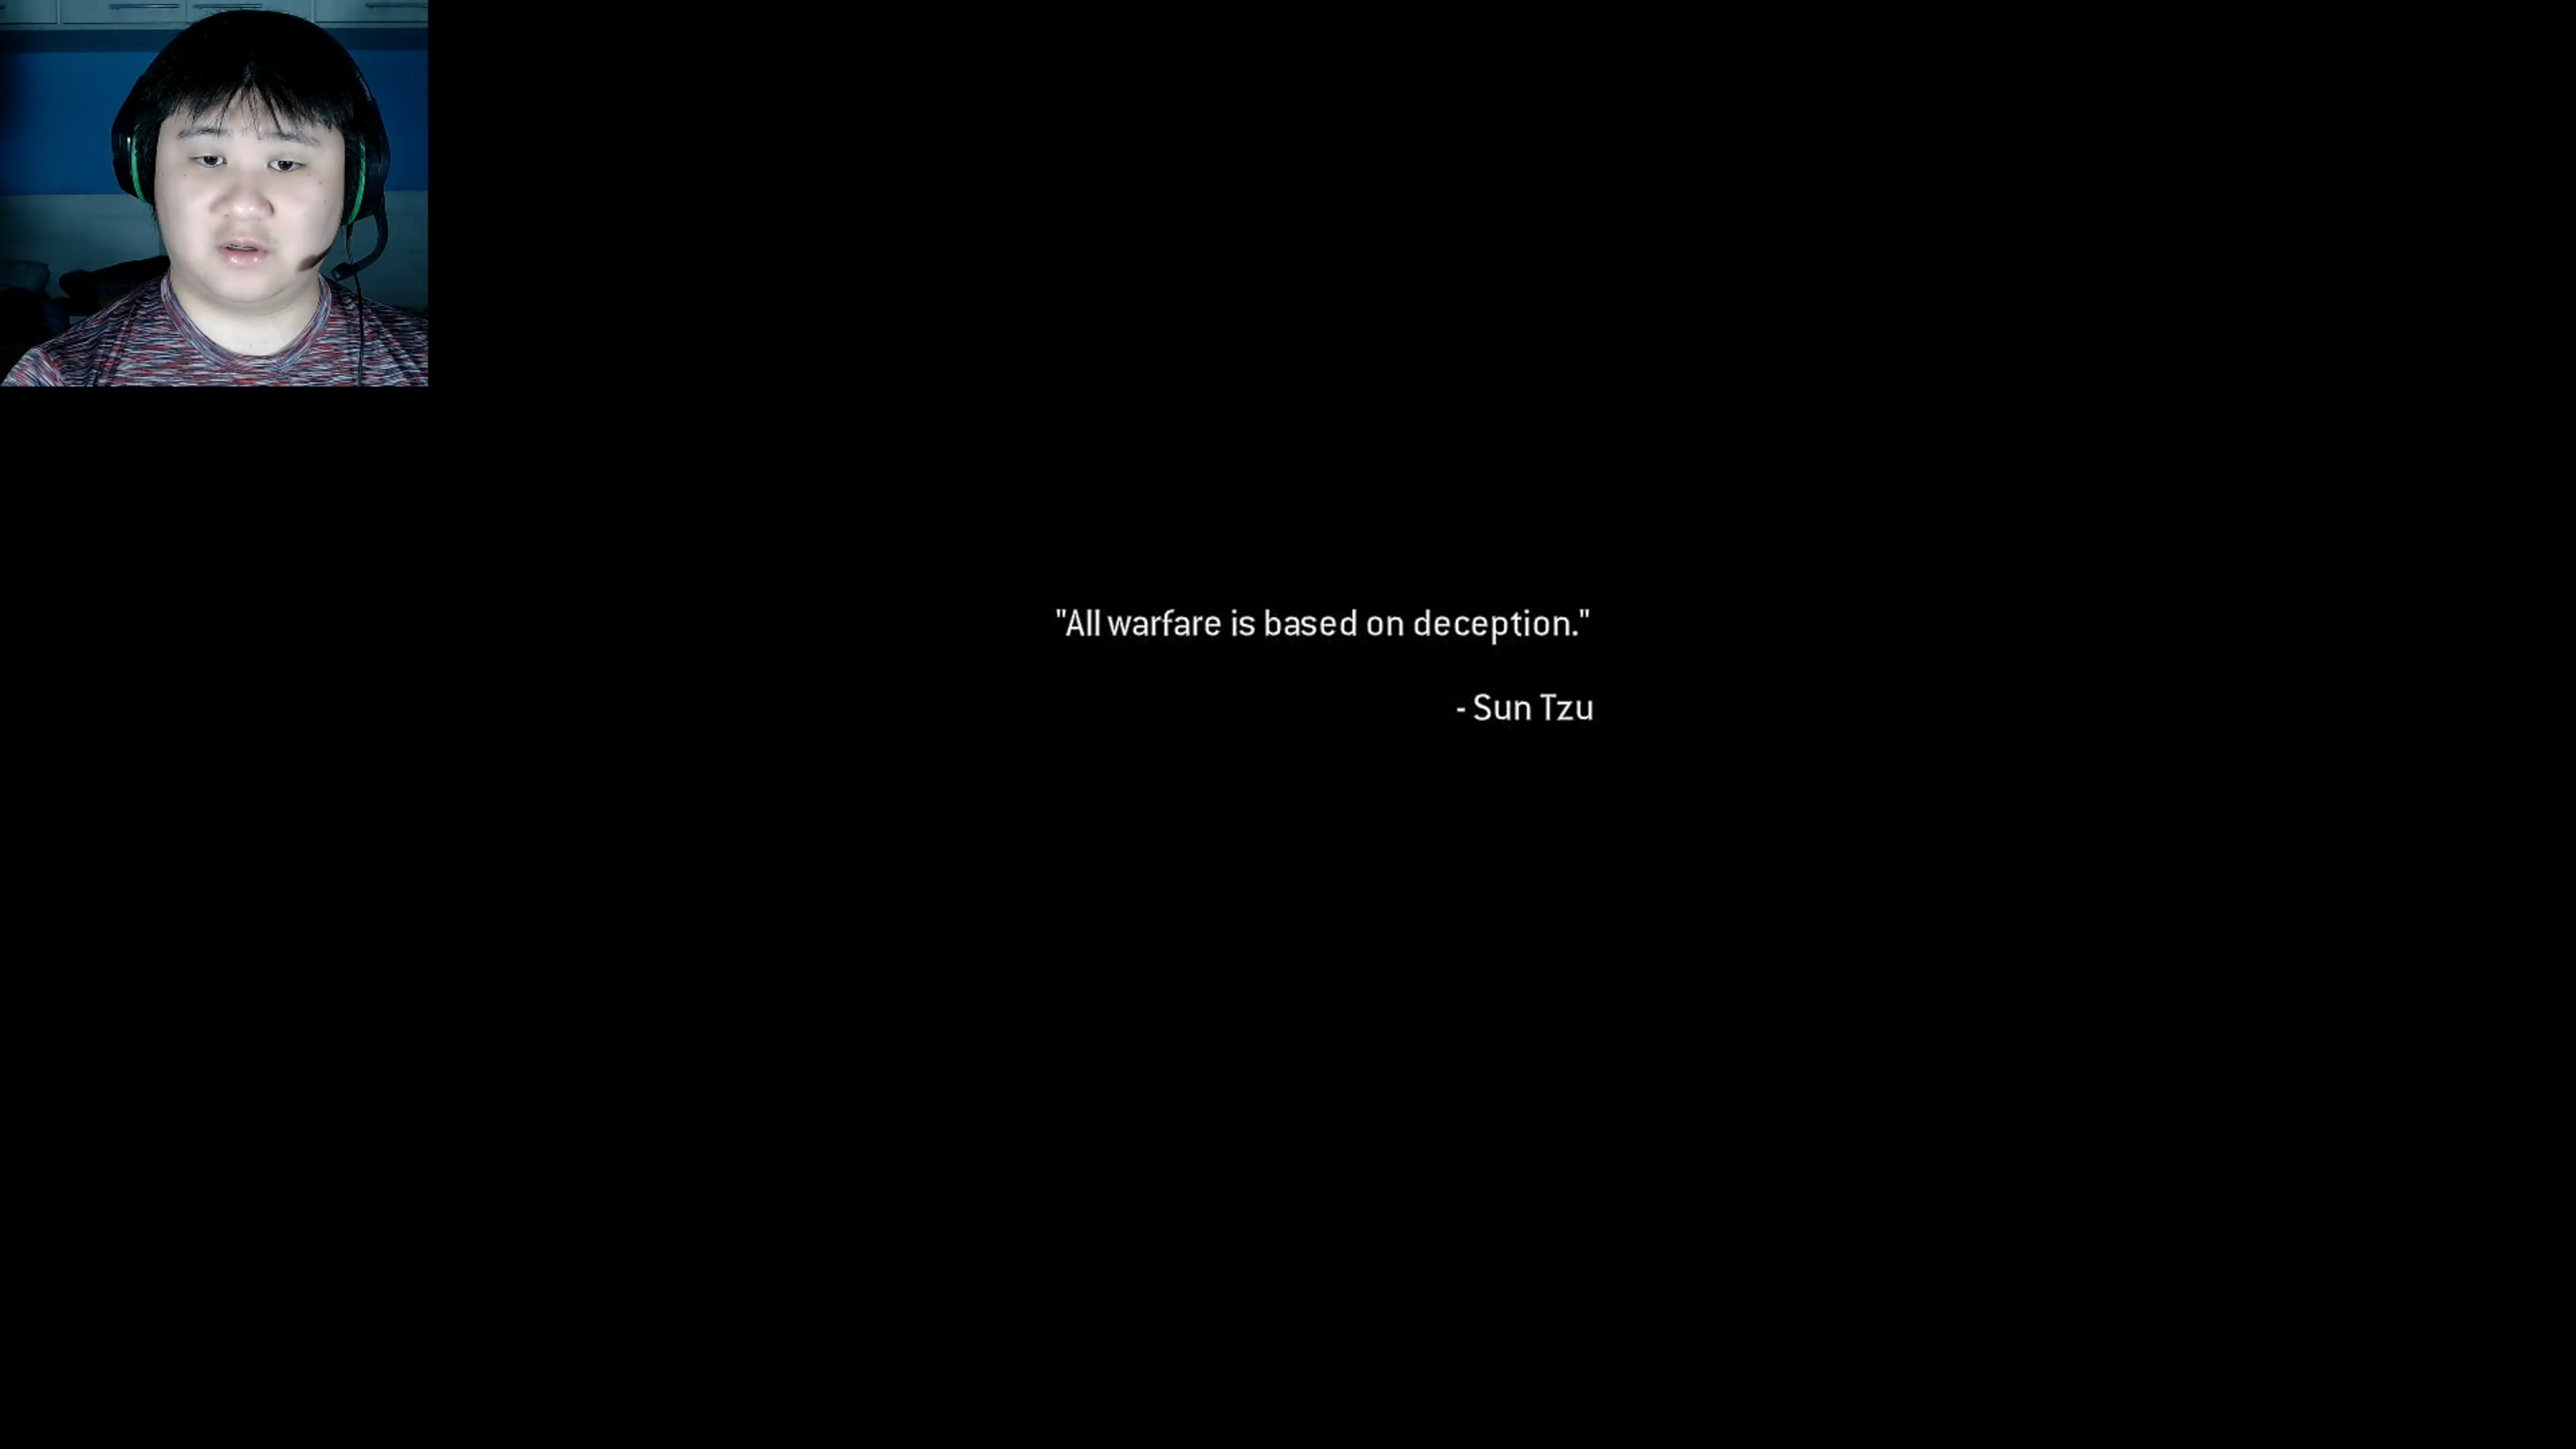 "All warfare is based on deception."
- Sun Tzu